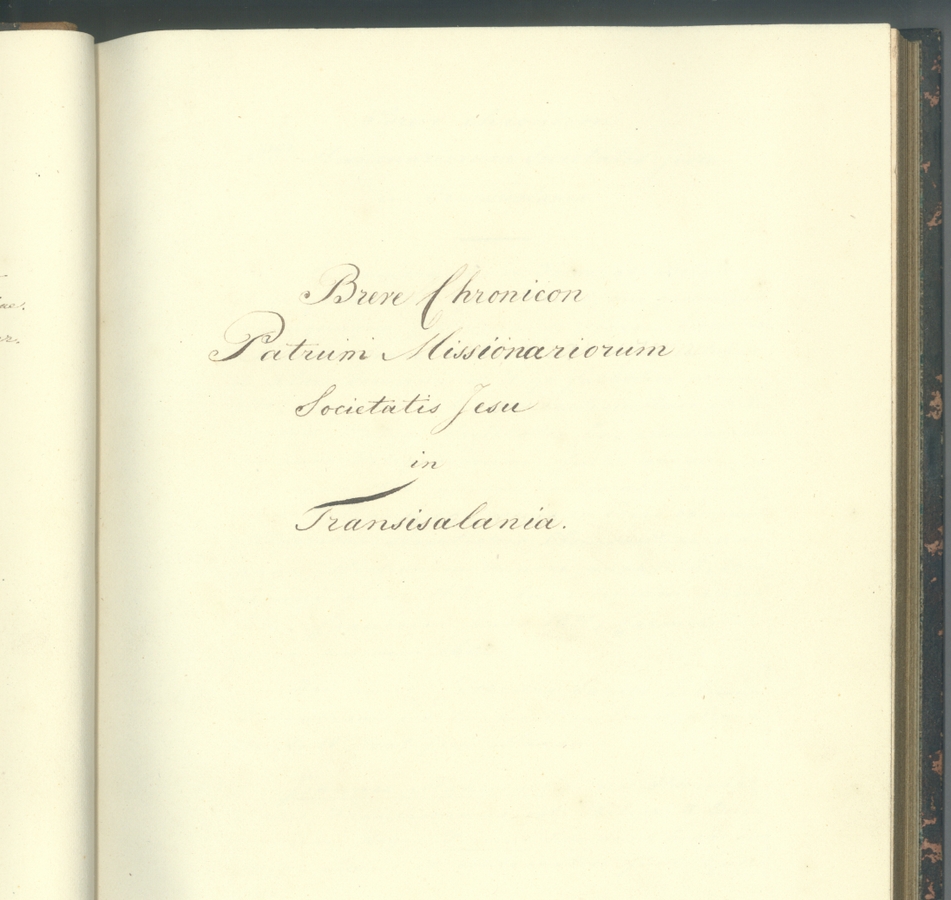 Breve Chronicon
Patrum Missionariorum
Societatis Jesu
in
Transisalania.